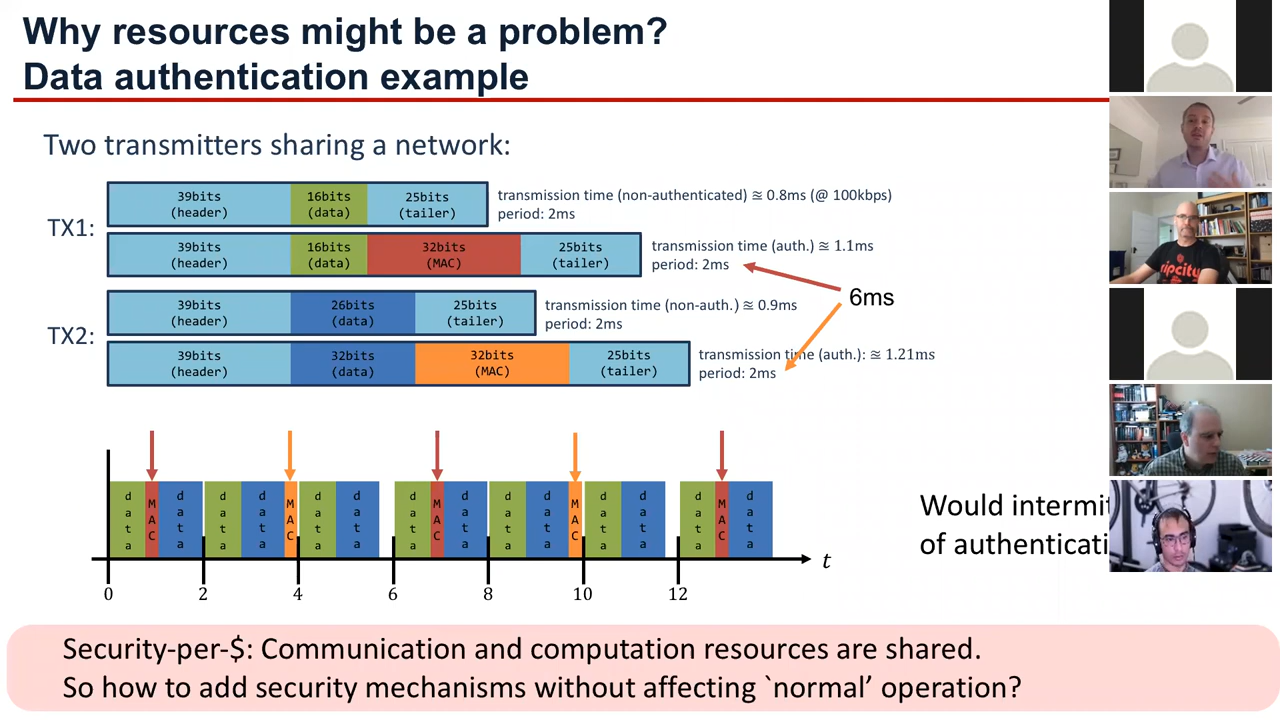 Why resources might be a problem?
Data authentication example
Two transmitters sharing a network:
TX1:
39bits
(header)
16bits
(data)
25bits
(tailer)
transmission time (non-authenticated) ≅ 0.8ms (@ 100kbps)
period: 2ms
39bits
(header)
16bits
(data)
32bits
(MAC)
25bits
(tailer)
transmission time (auth.) ≅ 1.1ms
period: 2ms
6ms
TX2:
39bits
(header)
26bits
(data)
25bits
(tailer)
transmission time (non-auth.) ≅ 0.9ms
period: 2ms
39bits
(header)
32bits
(data)
32bits
(MAC)
25bits
(tailer)
transmission time (auth.): ≅ 1.21ms
period: 2ms
data
MAC
data
data
data
MAC
data
data
data
MAC
data
data
data
MAC
data
data
data
MAC
data
t
0
2
4
6
8
10
12
Would intermi
of authenticati
ripcity
Security-per-$: Communication and computation resources are shared.
So how to add security mechanisms without affecting `normal’ operation?